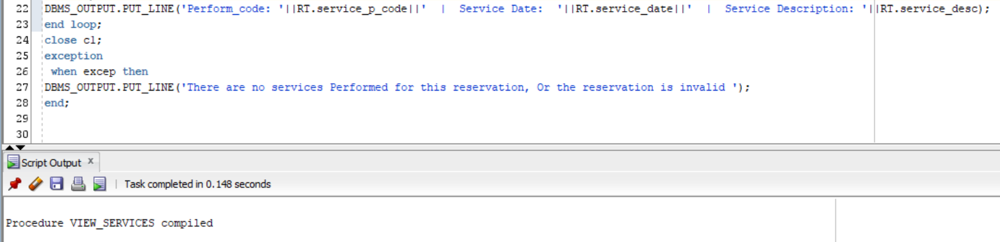 22 DBMS_OUTPUT.PUT_LINE('Perform_code: '||RT.service_p_code||'  |  Service Date:  '||RT.service_date||'  |  Service Description: '||RT.service_desc);
23 end loop;
24 close cl;
25 exception
26  when excep then
27 DBMS_OUTPUT.PUT_LINE('There are no services Performed for this reservation, Or the reservation is invalid ');
28 end;
29
30
Script Output x
Task completed in 0.148 seconds
Procedure VIEW_SERVICES compiled